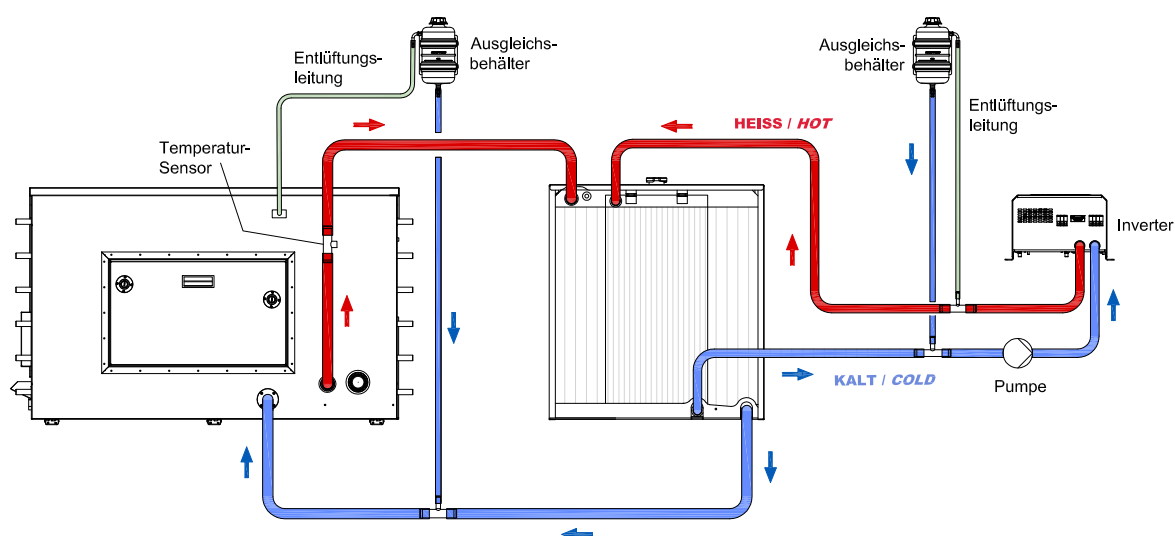 Entlüftungs-
leitung
Ausgleichs-
behälter
Ausgleichs-
behälter
Entlüftungs-
leitung
Temperatur-
Sensor
HEISS / HOT
Inverter
KALT / COLD
Pumpe